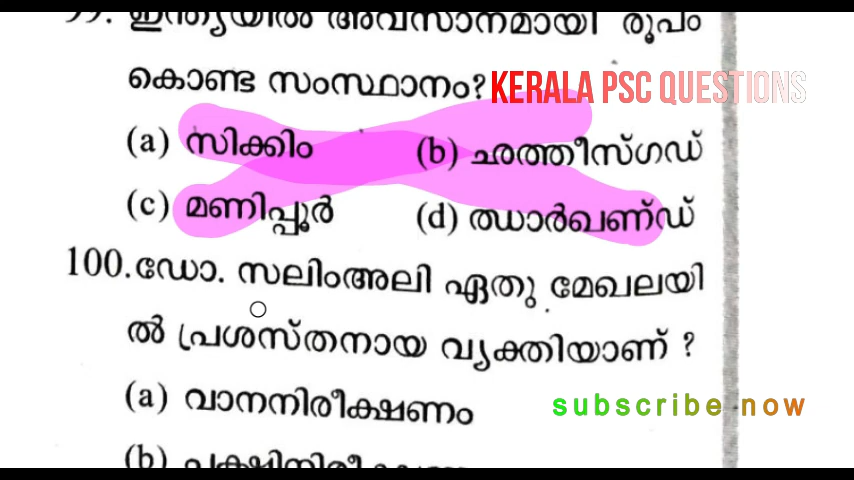 99. ഇന്ത്യയിൽ അവസാനമായി രൂപം
കൊണ്ട സംസ്ഥാനം?
KERALA PSC QUESTIONS
(a) സിക്കിം (b) ഛത്തീസ്ഗഡ്
(c) മണിപ്പൂർ (d) ഝാർഖണ്ഡ്
100. ഡോ. സലിംഅലി ഏതു മേഖലയി
ൽ പ്രശസ്തനായ വ്യക്തിയാണ് ?
(a) വാനനിരീക്ഷണം
subscribe now
(b)